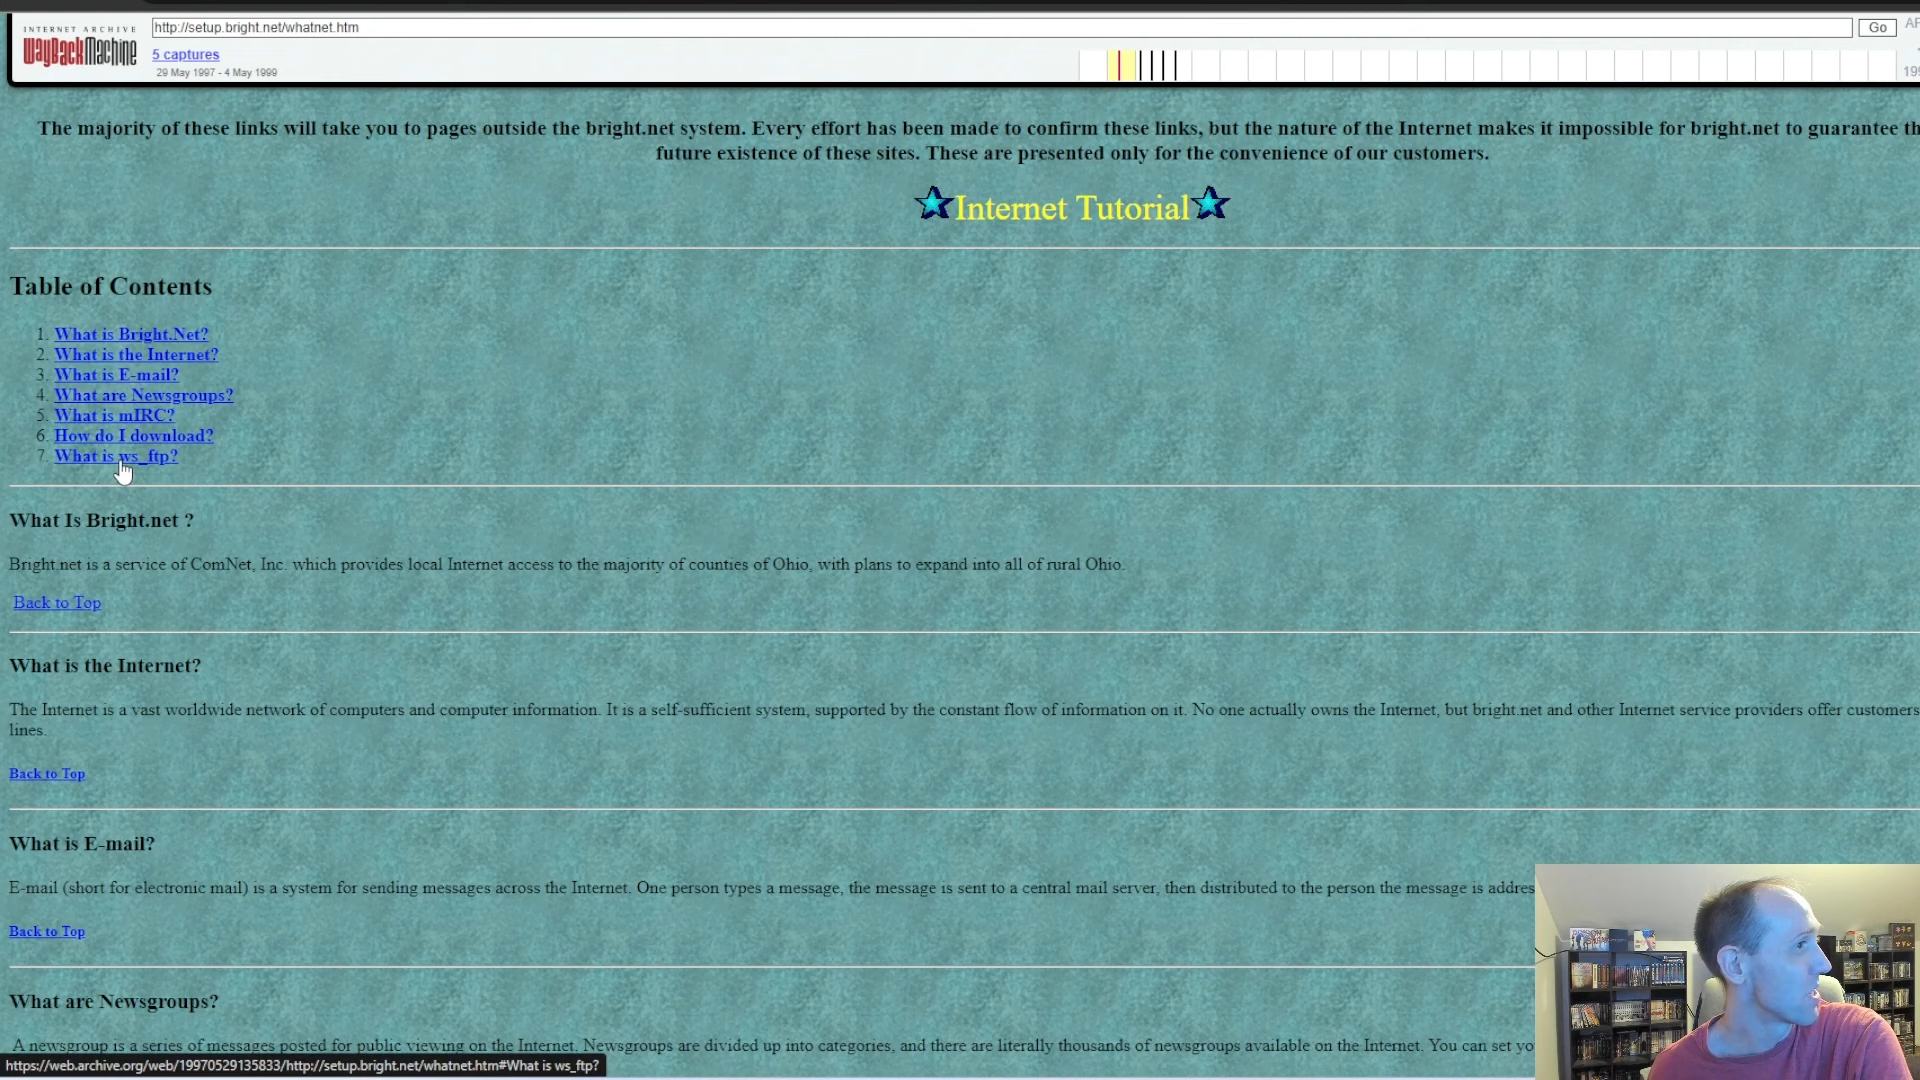 INTERNET ARCHIVE
WayBackMachine
http://setup.bright.net/whatnet.htm
Go
5 captures
29 May 1997 - 4 May 1999
The majority of these links will take you to pages outside the bright.net system. Every effort has been made to confirm these links, but the nature of the Internet makes it impossible for bright.net to guarantee th
future existence of these sites. These are presented only for the convenience of our customers.
Internet Tutorial
Table of Contents
1. What is Bright.Net?
2. What is the Internet?
3. What is E-mail?
4. What are Newsgroups?
5. What is mIRC?
6. How do I download?
7. What is ws_ftp?
What Is Bright.net ?
Bright.net is a service of ComNet, Inc. which provides local Internet access to the majority of counties of Ohio, with plans to expand into all of rural Ohio.
Back to Top
What is the Internet?
The Internet is a vast worldwide network of computers and computer information. It is a self-sufficient system, supported by the constant flow of information on it. No one actually owns the Internet, but bright.net and other Internet service providers offer customers
lines.
Back to Top
What is E-mail?
E-mail (short for electronic mail) is a system for sending messages across the Internet. One person types a message, the message is sent to a central mail server, then distributed to the person the message is addres
Back to Top
What are Newsgroups?
A newsgroup is a series of messages posted for public viewing on the Internet. Newsgroups are divided up into categories, and there are literally thousands of newsgroups available on the Internet. You can set yo
https://web.archive.org/web/19970529135833/http://setup.bright.net/whatnet.htm#What is ws_ftp?